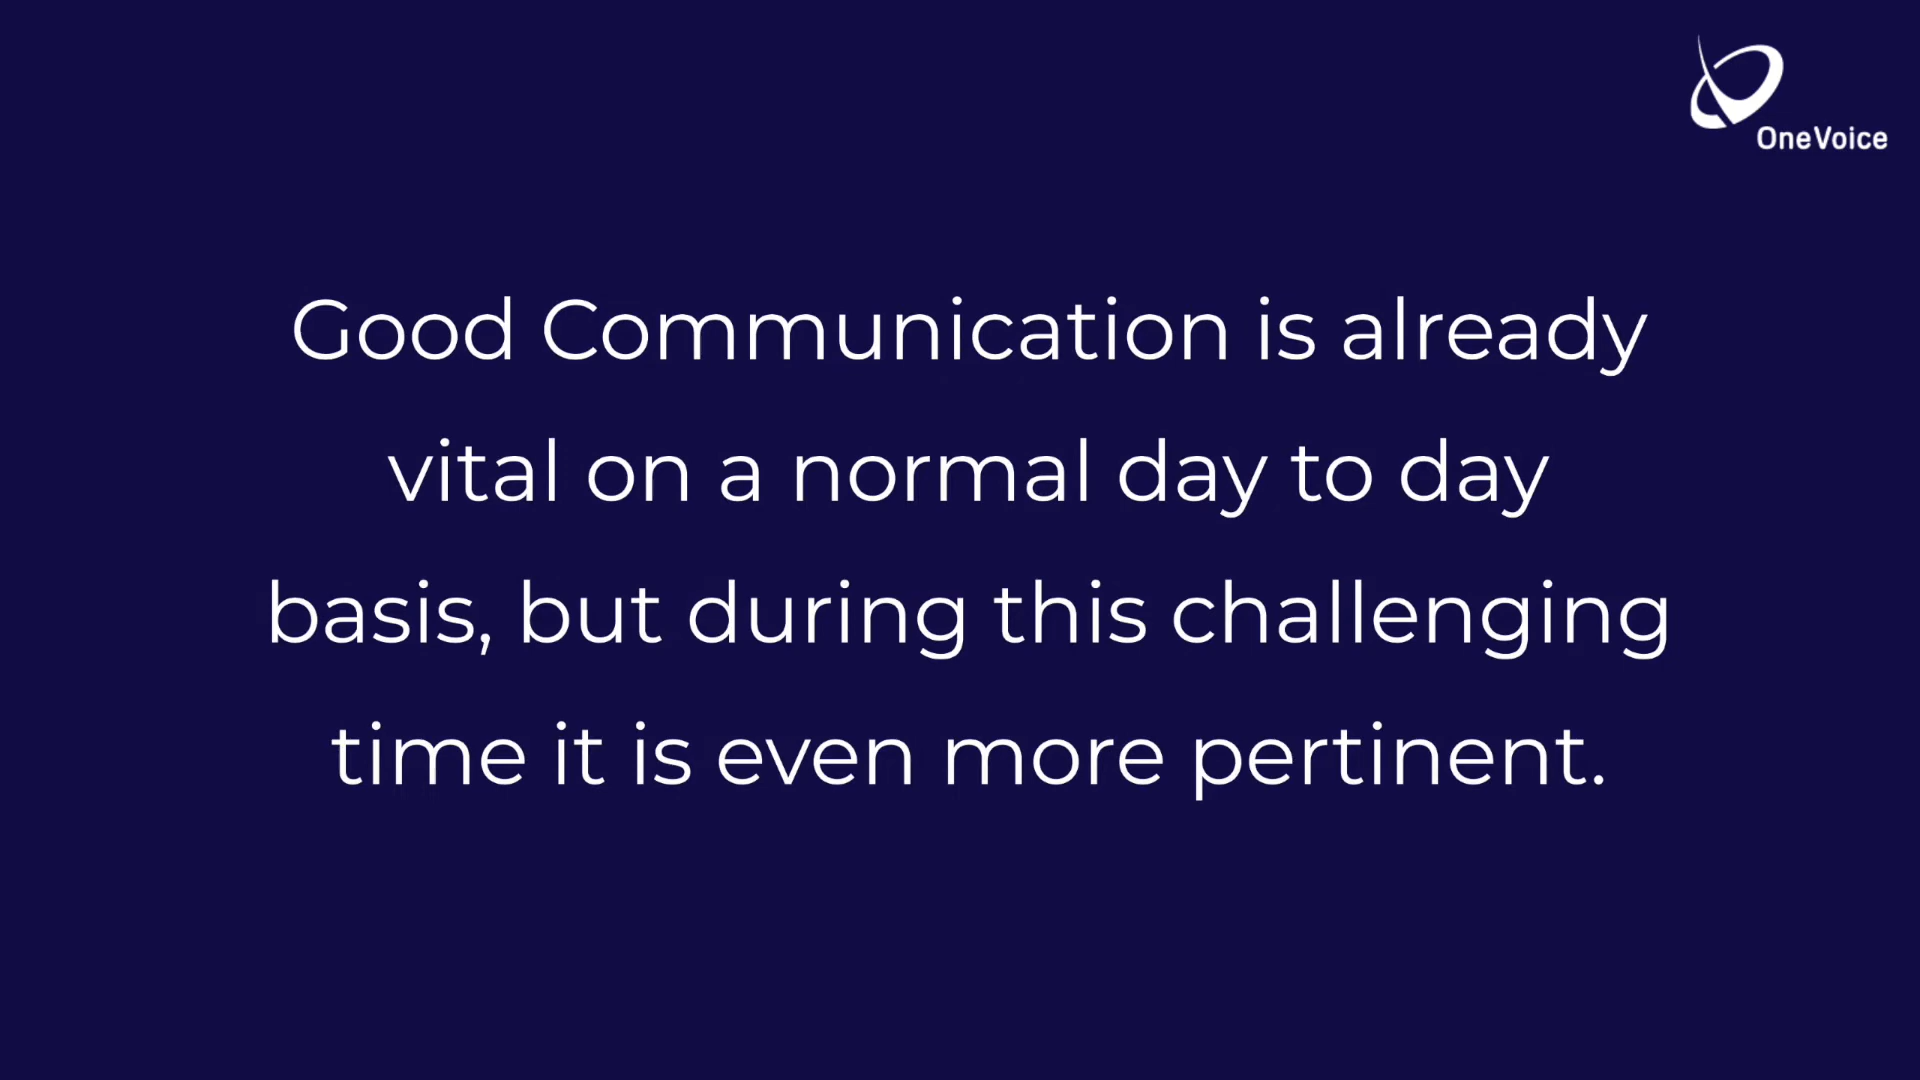 OneVoice
Good Communication is already
vital on a normal day to day
basis, but during this challenging
time it is even more pertinent.